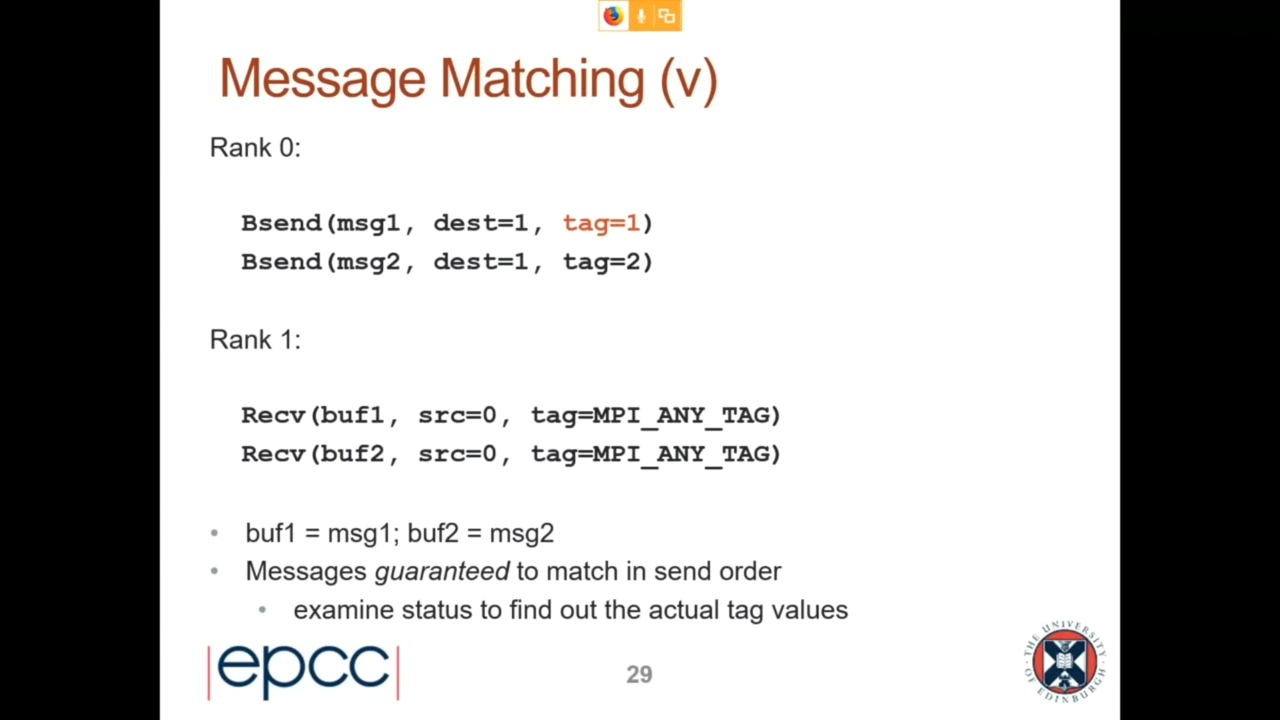 Message Matching (v)
Rank 0:
Bsend(msg1, dest=1, tag=1)
Bsend(msg2, dest=1, tag=2)
Rank 1:
Recv(buf1, src=0, tag=MPI_ANY_TAG)
Recv(buf2, src=0, tag=MPI_ANY_TAG)
• buf1 = msg1; buf2 = msg2
• Messages guaranteed to match in send order
• examine status to find out the actual tag values
epcc
29
THE UNIVERSITY OF EDINBURGH